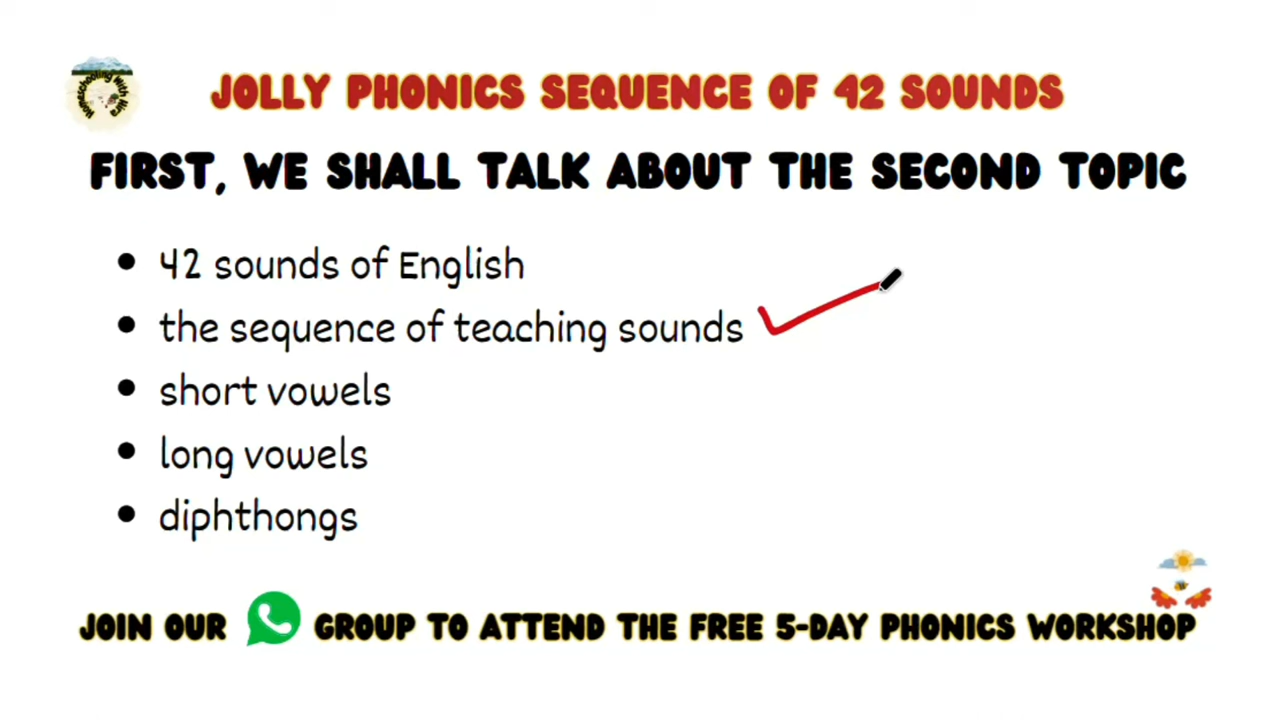 JOLLY PHONICS SEQUENCE OF 42 SOUNDS
FIRST, WE SHALL TALK ABOUT THE SECOND TOPIC
42 sounds of English
the sequence of teaching sounds
short vowels
long vowels
diphthongs
JOIN OUR GROUP TO ATTEND THE FREE 5-DAY PHONICS WORKSHOP